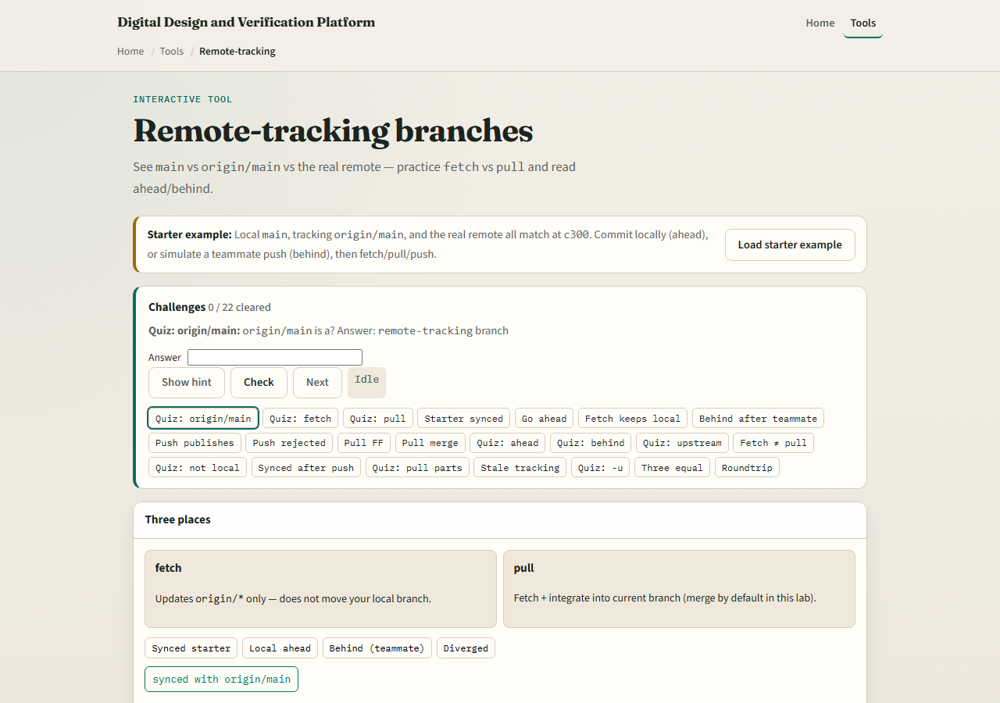 Digital Design and Verification Platform
Home Tools
Home / Tools / Remote-tracking
INTERACTIVE TOOL
Remote-tracking branches
See main vs origin/main vs the real remote — practice fetch vs pull and read
ahead/behind.
Starter example: Local main, tracking origin/main, and the real remote all match at c300. Commit locally (ahead),
or simulate a teammate push (behind), then fetch/pull/push.
Load starter example
Challenges 0 / 22 cleared
Quiz: origin/main: origin/main is a? Answer: remote-tracking branch
Answer
Show hint Check Next Idle
Quiz: origin/main Quiz: fetch Quiz: pull Starter synced Go ahead Fetch keeps local Behind after teammate
Push publishes Push rejected Pull FF Pull merge Quiz: ahead Quiz: behind Quiz: upstream Fetch ≠ pull
Quiz: not local Synced after push Quiz: pull parts Stale tracking Quiz: -u Three equal Roundtrip
Three places
fetch
Updates origin/* only — does not move your local branch.
pull
Fetch + integrate into current branch (merge by default in this lab).
Synced starter Local ahead Behind (teammate) Diverged
synced with origin/main